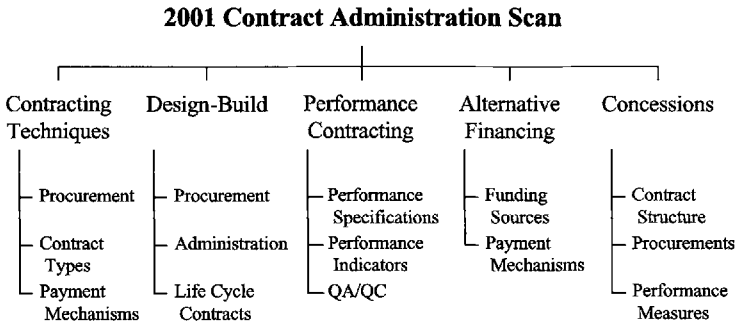 2001 Contract Administration Scan
Contracting
Techniques
Procurement
Contract
Types
Payment
Mechanisms
Design-Build
Procurement
Administration
Life Cycle
Contracts
Performance
Contracting
Performance
Specifications
Performance
Indicators
QA/QC
Alternative
Financing
Funding
Sources
Payment
Mechanisms
Concessions
Contract
Structure
Procurements
Performance
Measures